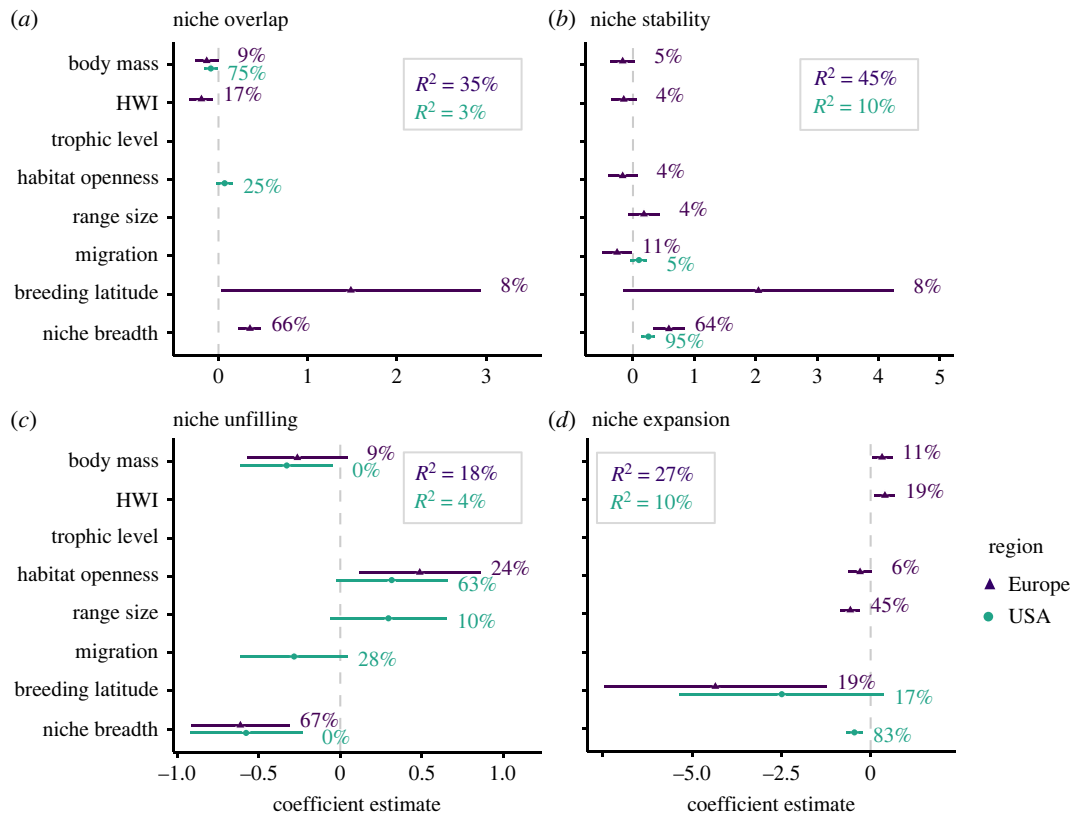 (a) niche overlap
body mass
HWI
trophic level
habitat openness
range size
migration
breeding latitude
niche breadth
9%
75%
17%
25%
8%
66%
R² = 35%
R² = 3%
0 1 2 3
(b) niche stability
5%
4%
4%
4%
11%
5%
8%
64%
95%
R² = 45%
R² = 10%
0 1 2 3 4 5
(c) niche unfilling
body mass
HWI
trophic level
habitat openness
range size
migration
breeding latitude
niche breadth
9%
0%
24%
63%
10%
28%
67%
0%
R² = 18%
R² = 4%
–1.0 –0.5 0 0.5 1.0
coefficient estimate
(d) niche expansion
11%
19%
6%
45%
19%
17%
83%
R² = 27%
R² = 10%
–5.0 –2.5 0
coefficient estimate
region
Europe
USA